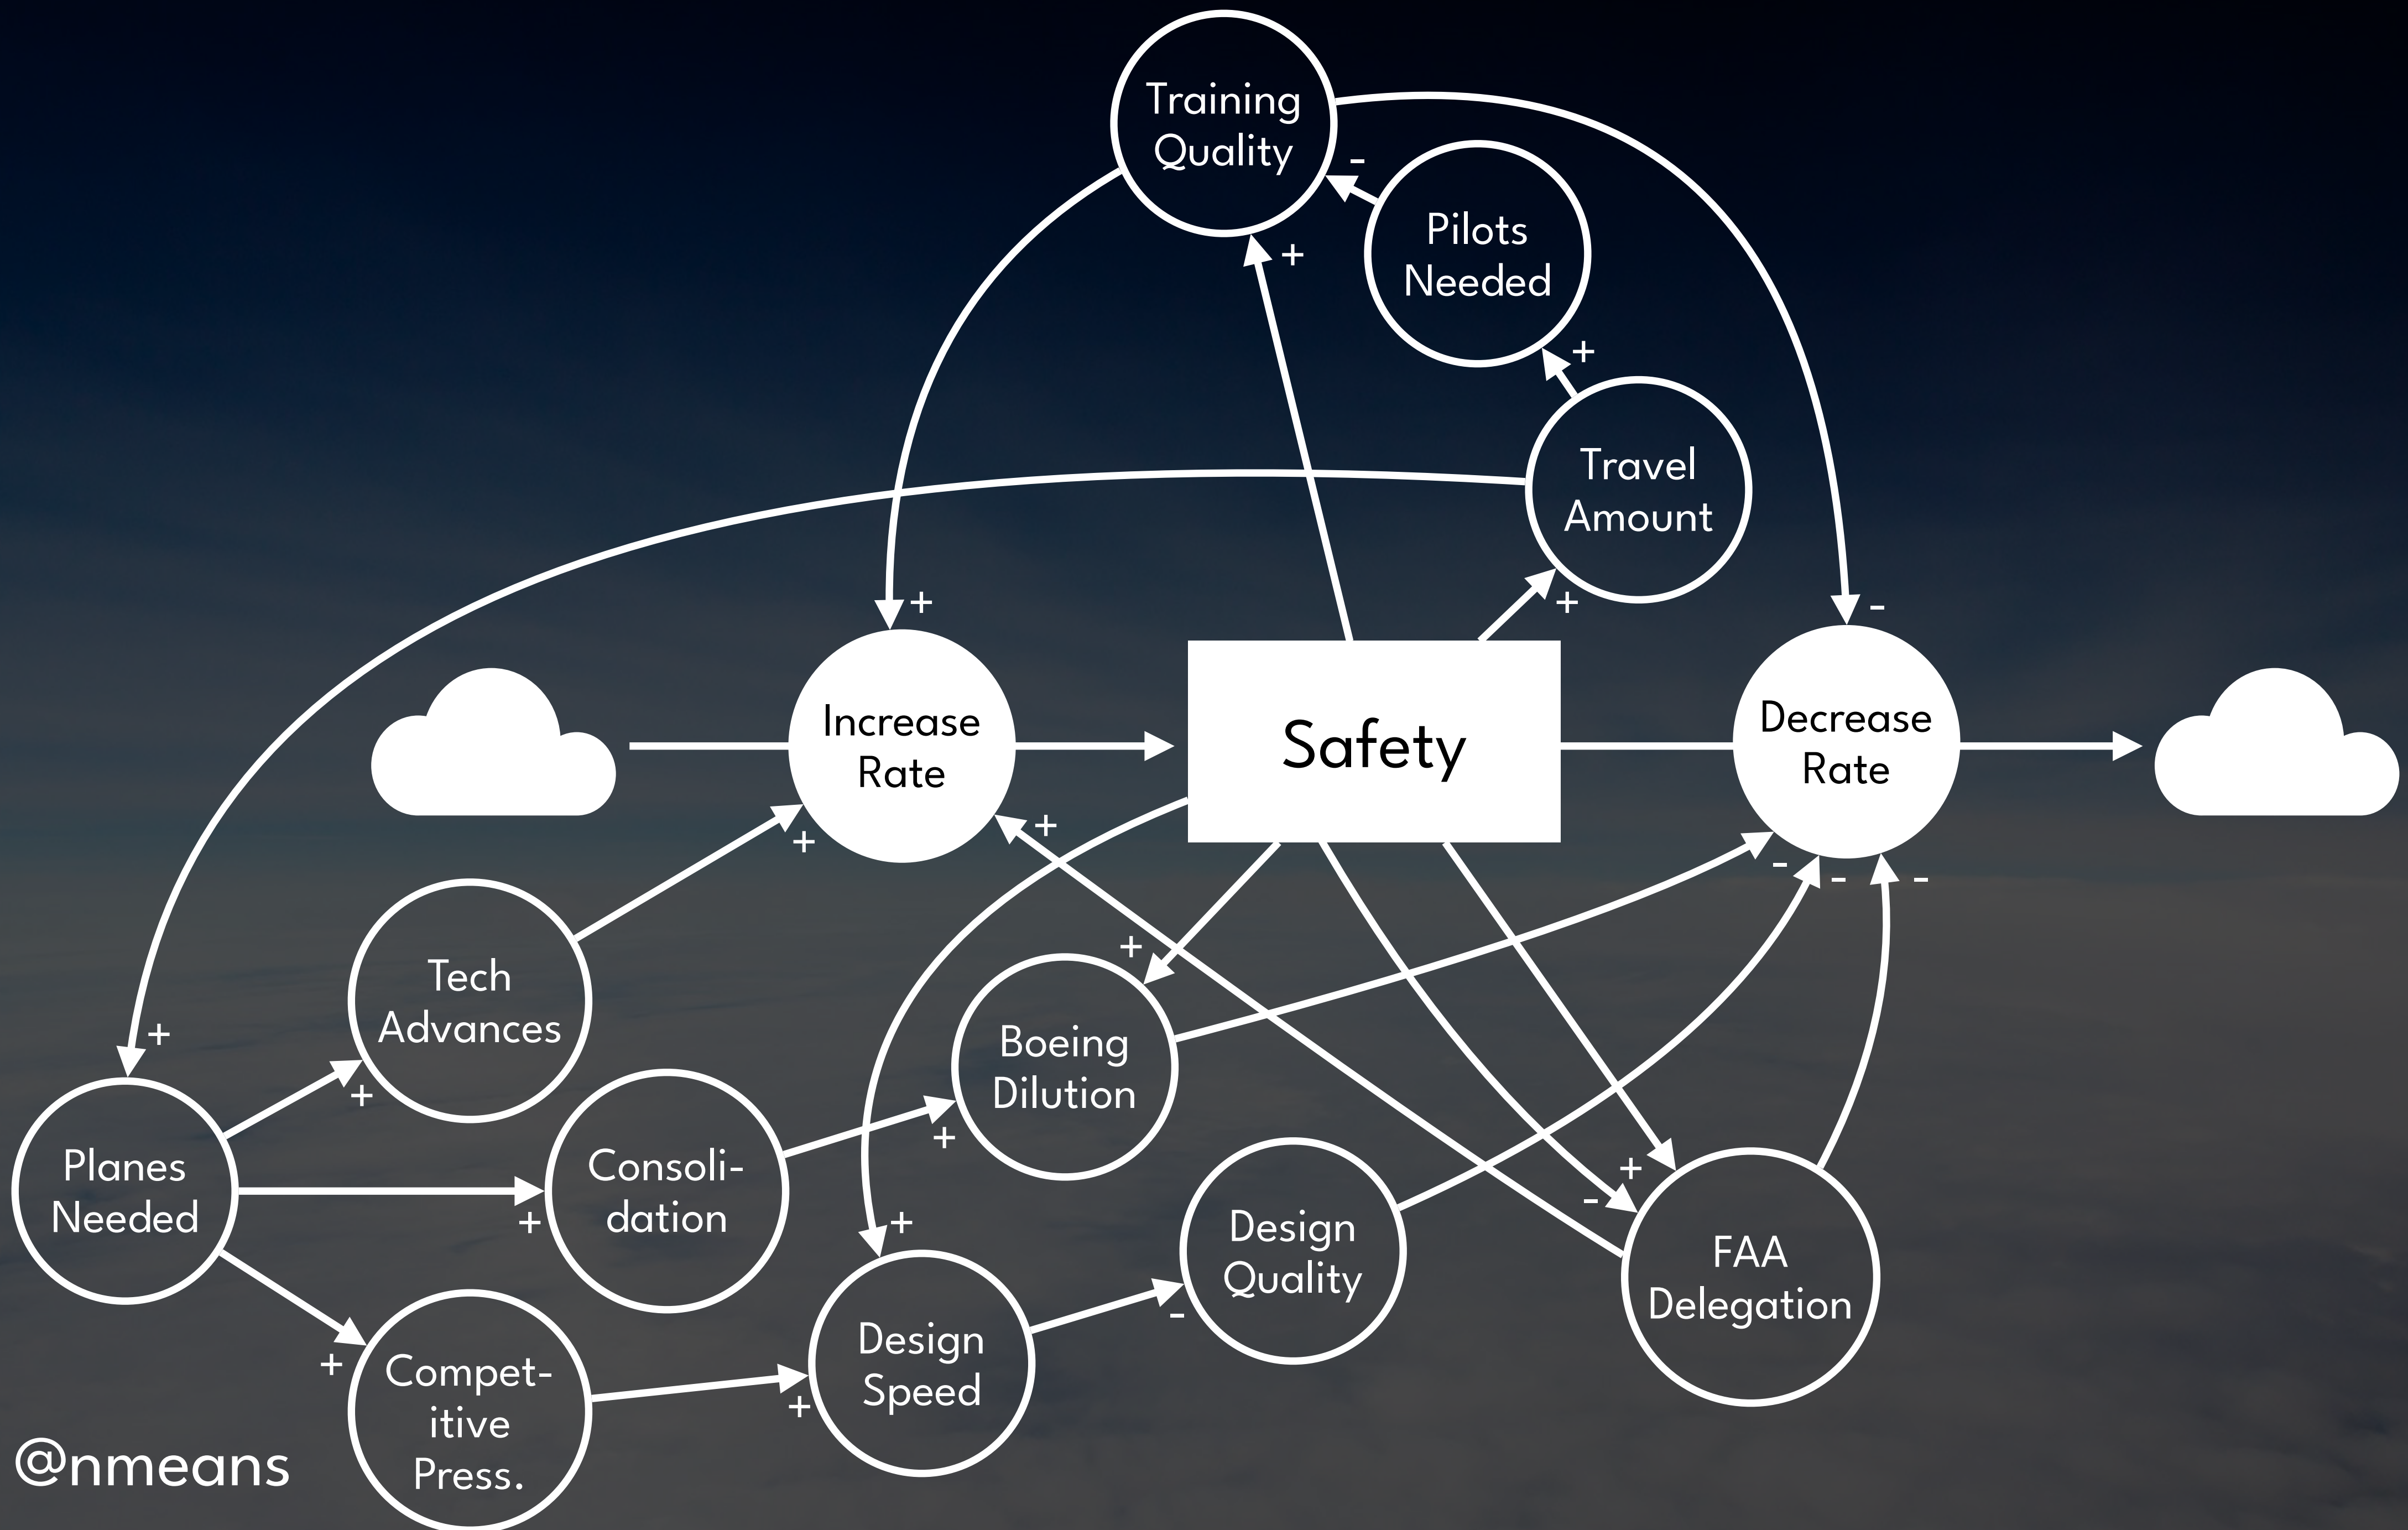 Training
Quality
-
Pilots
Needed
+
+
Travel
Amount
+
+
-
Increase
Rate
Safety
Decrease
Rate
+
+
-
-
-
Tech
Advances
+
+
+
Boeing
Dilution
+
Planes
Needed
+
Consoli-
dation
+
+
-
+
Design
Quality
FAA
Delegation
-
+
Compet-
itive
Press.
+
Design
Speed
@nmeans